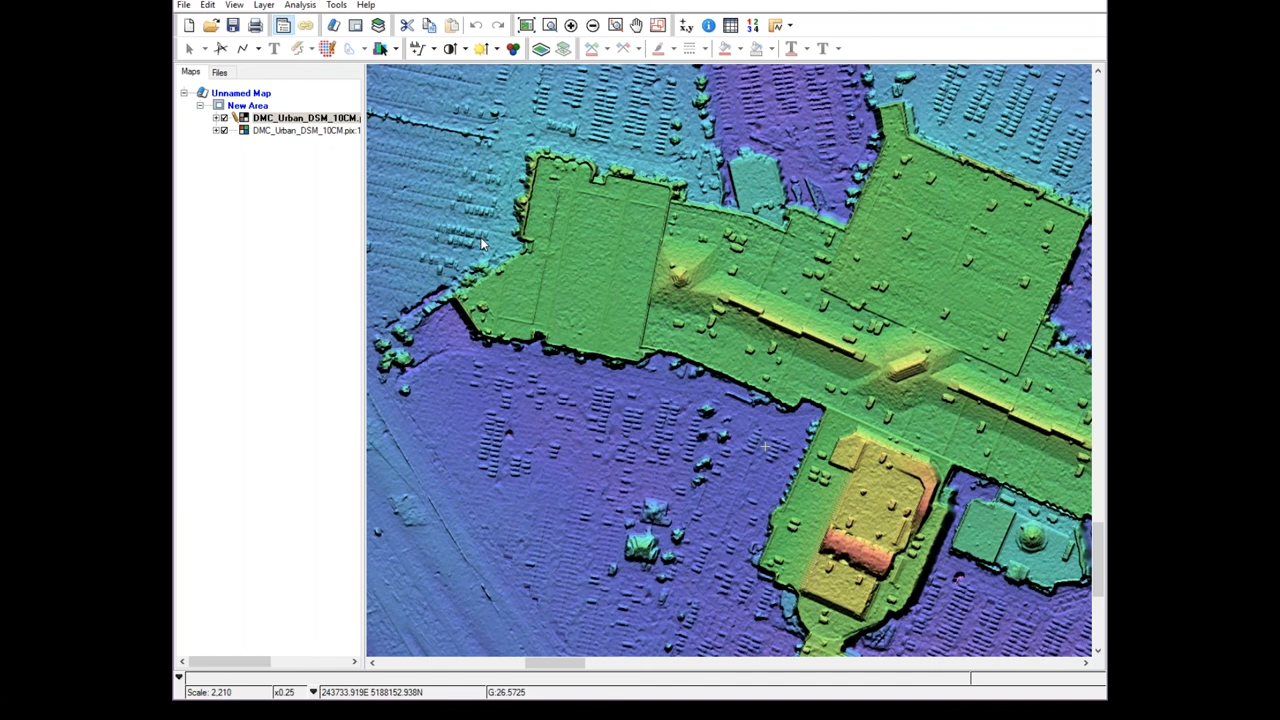 File Edit View Layer Analysis Tools Help
Maps Files
Unnamed Map
New Area
DMC_Urban_DSM_10CM.p
DMC_Urban_DSM_10CM.pix:1
Scale: 2,210 x0.25 243733.919E 5188152.938N G:26.5725